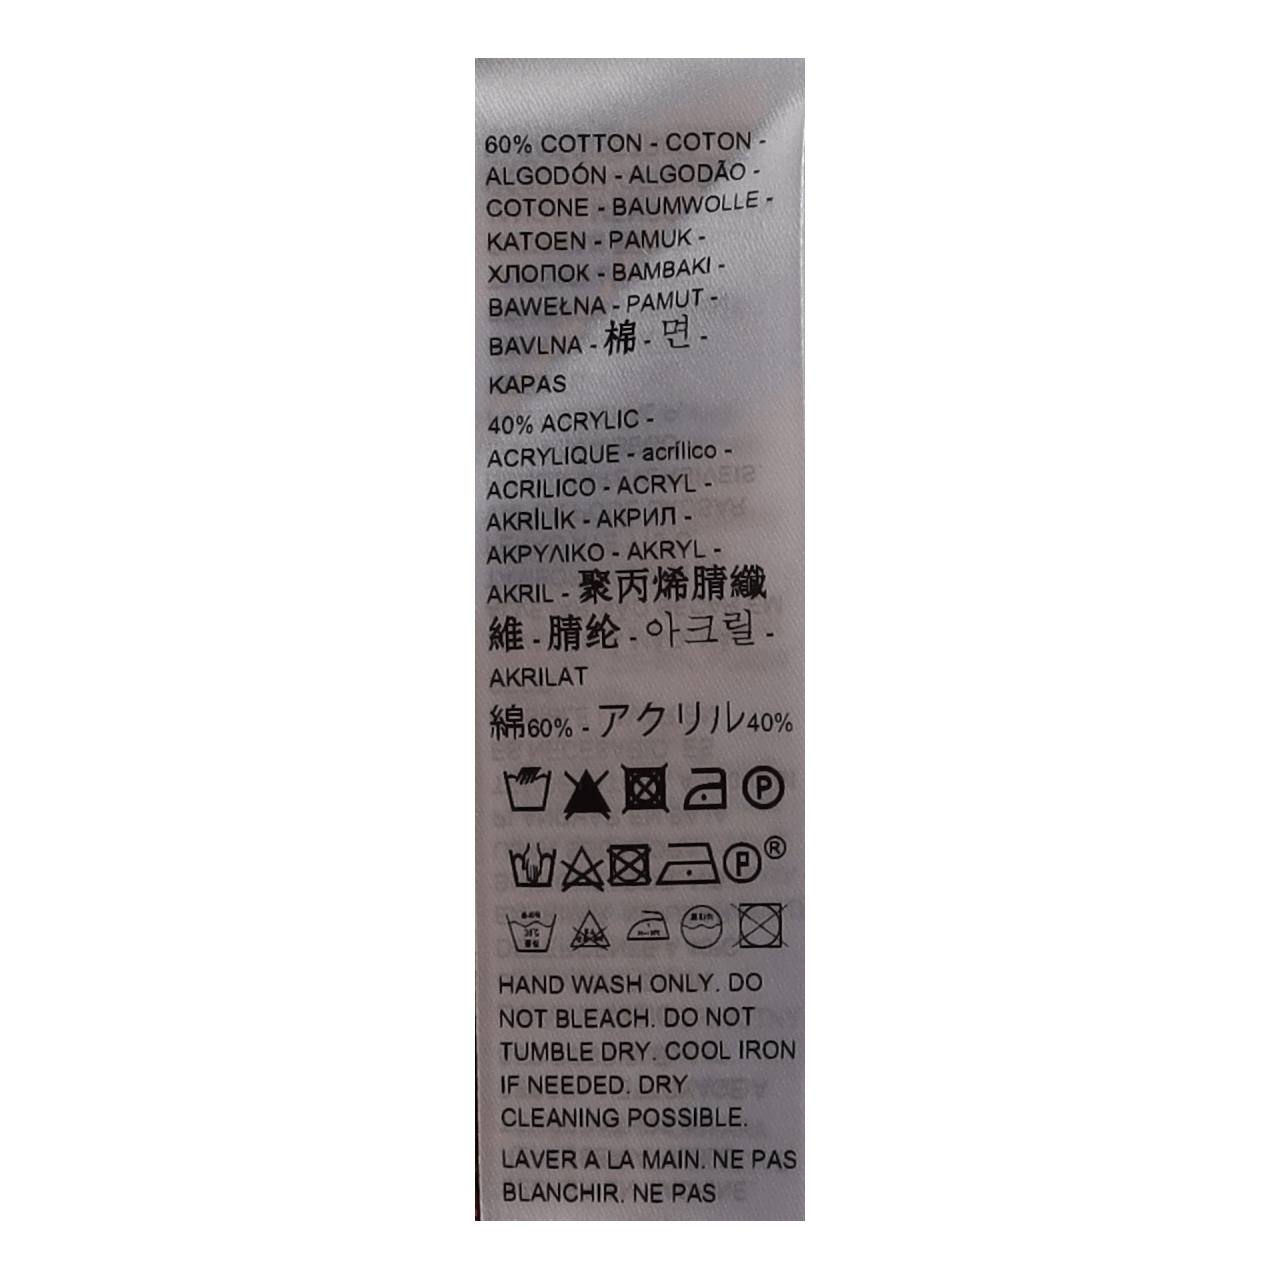 60% COTTON - COTON -
ALGODÓN - ALGODÃO -
COTONE - BAUMWOLLE -
KATOEN - PAMUK -
ХЛОПОК - BAMBAKI -
BAWEŁNA - PAMUT -
BAVLNA - 棉 - 면 -
KAPAS
40% ACRYLIC -
ACRYLIQUE - acrílico -
ACRILICO - ACRYL -
AKRİLİK - АКРИЛ -
ΑΚΡΥΛΙΚΟ - AKRYL -
AKRIL - 聚丙烯腈纖
維 - 腈纶 - 아크릴 -
AKRILAT
綿60% - アクリル40%
P
P®
HAND WASH ONLY. DO
NOT BLEACH. DO NOT
TUMBLE DRY. COOL IRON
IF NEEDED. DRY
CLEANING POSSIBLE.
LAVER A LA MAIN. NE PAS
BLANCHIR. NE PAS